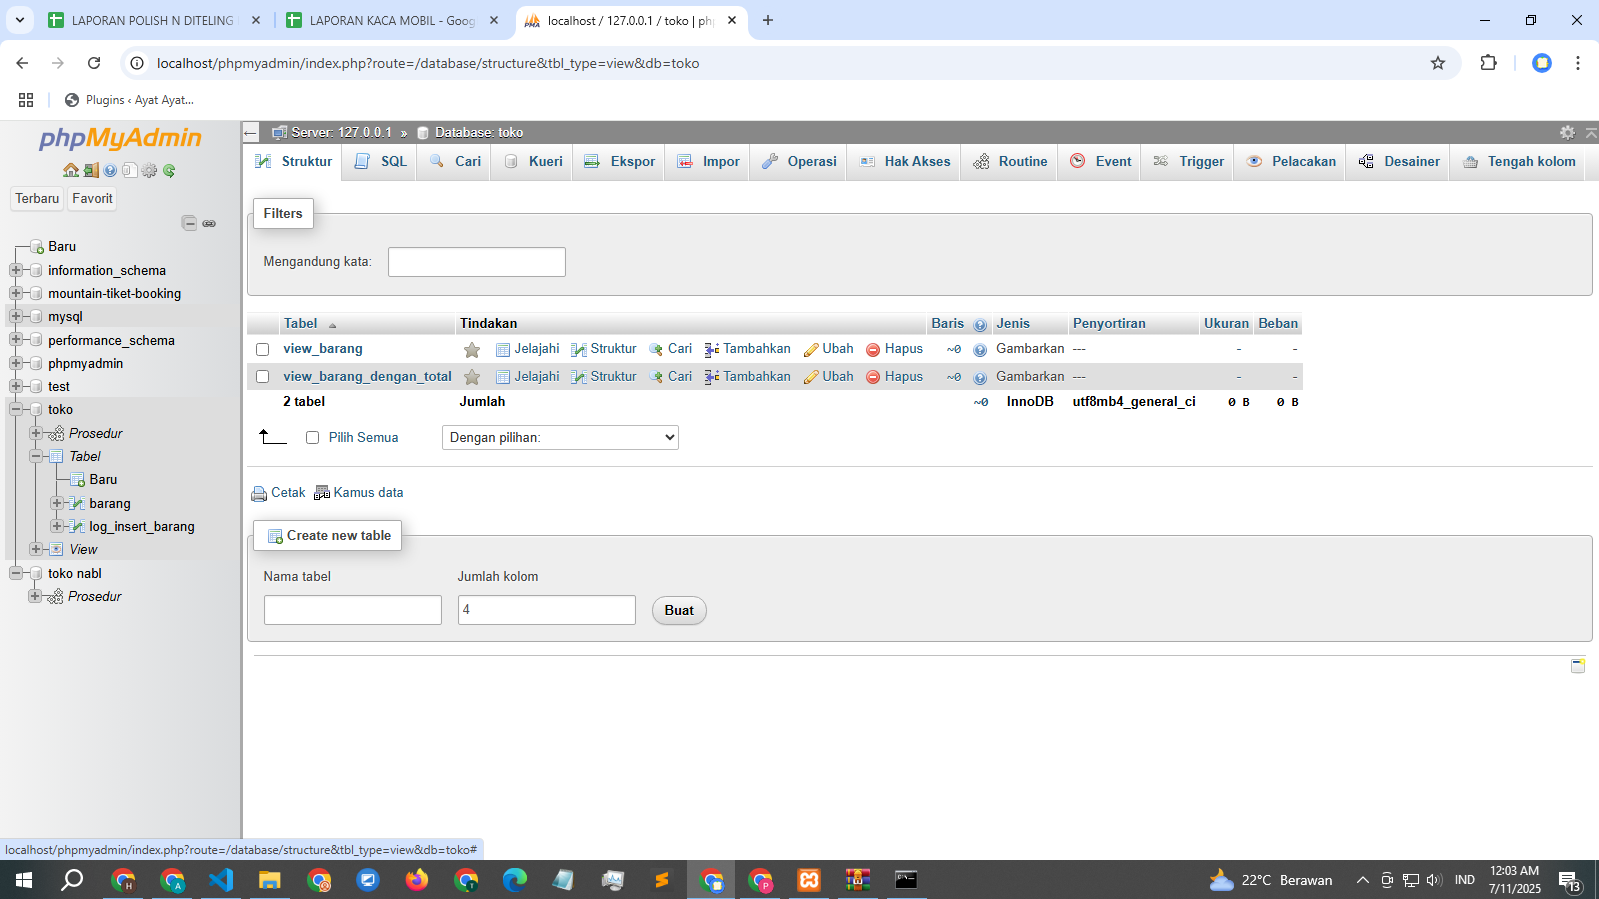 LAPORAN POLISH N DITELING
LAPORAN KACA MOBIL - Goog
localhost / 127.0.0.1 / toko | ph
localhost/phpmyadmin/index.php?route=/database/structure&tbl_type=view&db=toko
Plugins ‹ Ayat Ayat...
phpMyAdmin
Terbaru Favorit
Baru
information_schema
mountain-tiket-booking
mysql
performance_schema
phpmyadmin
test
toko
Prosedur
Tabel
Baru
barang
log_insert_barang
View
toko nabl
Prosedur
Server: 127.0.0.1 » Database: toko
Struktur SQL Cari Kueri Ekspor Impor Operasi Hak Akses Routine Event Trigger Pelacakan Desainer Tengah kolom
Filters
Mengandung kata:
Tabel Tindakan Baris Jenis Penyortiran Ukuran Beban
view_barang Jelajahi Struktur Cari Tambahkan Ubah Hapus ~0 Gambarkan --- - -
view_barang_dengan_total Jelajahi Struktur Cari Tambahkan Ubah Hapus ~0 Gambarkan --- - -
2 tabel Jumlah ~0 InnoDB utf8mb4_general_ci 0 B 0 B
Pilih Semua Dengan pilihan:
Cetak Kamus data
Create new table
Nama tabel Jumlah kolom
4 Buat
localhost/phpmyadmin/index.php?route=/database/structure&tbl_type=view&db=toko#
22°C Berawan IND 12:03 AM
7/11/2025
13